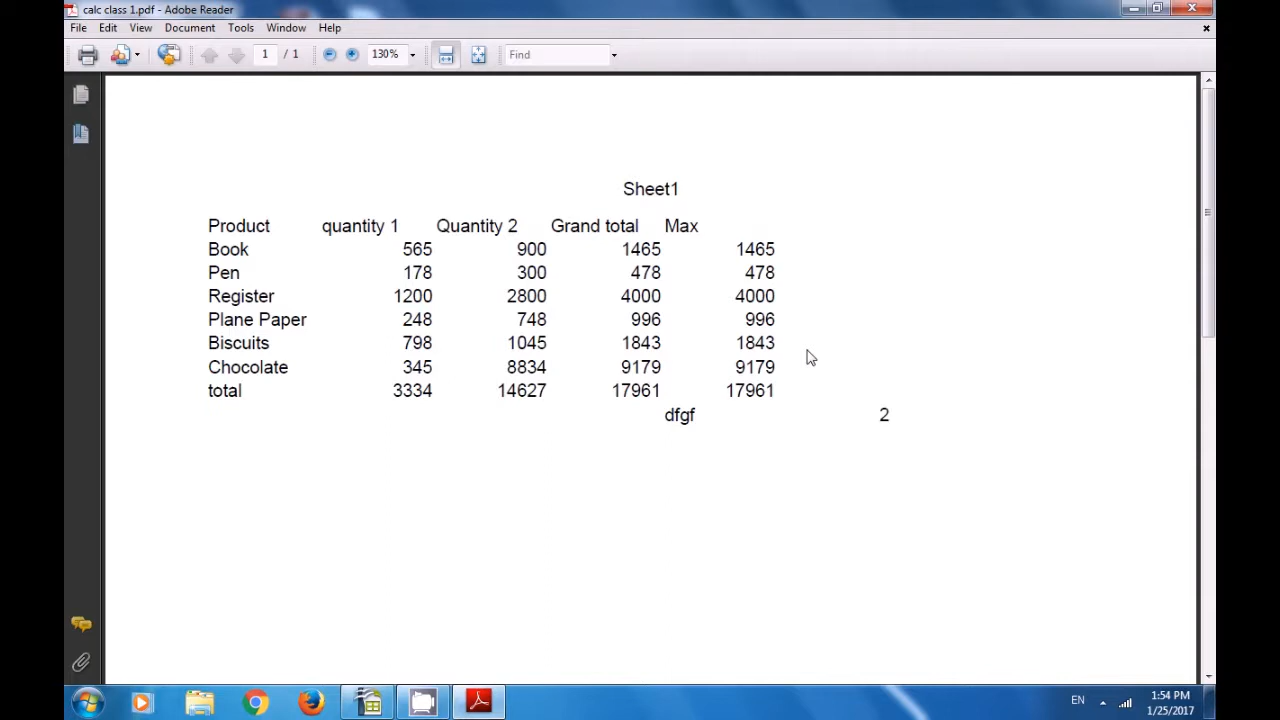 calc class 1.pdf - Adobe Reader
File Edit View Document Tools Window Help
1 / 1 130% Find
Sheet1
Product quantity 1 Quantity 2 Grand total Max
Book 565 900 1465 1465
Pen 178 300 478 478
Register 1200 2800 4000 4000
Plane Paper 248 748 996 996
Biscuits 798 1045 1843 1843
Chocolate 345 8834 9179 9179
total 3334 14627 17961 17961
dfgf 2
EN 1:54 PM
1/25/2017